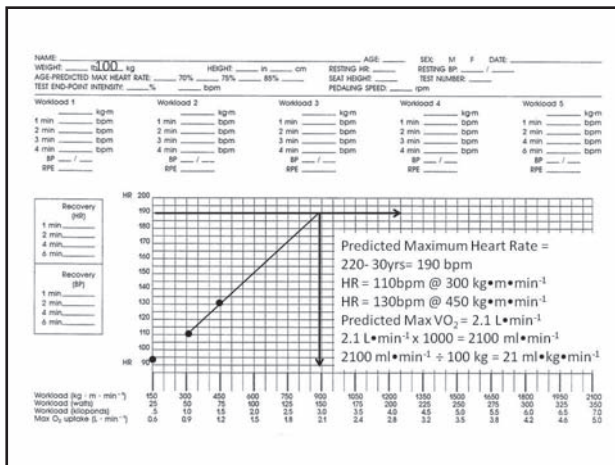 NAME: AGE: SEX: M F DATE:
WEIGHT: lb 100 kg HEIGHT: in cm RESTING HR: RESTING BP: /
AGE-PREDICTED MAX HEART RATE: 70% 75% 85% SEAT HEIGHT: TEST NUMBER:
TEST END-POINT INTENSITY: % bpm PEDALING SPEED: rpm
Workload 1 Workload 2 Workload 3 Workload 4 Workload 5
kg-m kg-m kg-m kg-m kg-m
1 min bpm 1 min bpm 1 min bpm 1 min bpm 1 min bpm
2 min bpm 2 min bpm 2 min bpm 2 min bpm 2 min bpm
3 min bpm 3 min bpm 3 min bpm 3 min bpm 4 min bpm
4 min bpm 4 min bpm 4 min bpm 4 min bpm 6 min bpm
BP / BP / BP / BP / BP /
RPE RPE RPE RPE RPE
Recovery
(HR)
1 min
2 min
4 min
6 min
Recovery
(BP)
1 min
2 min
4 min
6 min
HR 200
190
180
170
160
150
140
130
120
110
100
HR 90
Predicted Maximum Heart Rate =
220- 30yrs= 190 bpm
HR = 110bpm @ 300 kg•m•min-1
HR = 130bpm @ 450 kg•m•min-1
Predicted Max VO2 = 2.1 L•min-1
2.1 L•min-1 x 1000 = 2100 ml•min-1
2100 ml•min-1 ÷ 100 kg = 21 ml•kg•min-1
Workload (kg - m - min-1) 150 300 450 600 750 900 1050 1200 1350 1500 1650 1800 1950 2100
Workload (watts) 25 50 75 100 125 150 175 200 225 250 275 300 325 350
Workload (kiloponds) .5 1.0 1.5 2.0 2.5 3.0 3.5 4.0 4.5 5.0 5.5 6.0 6.5 7.0
Max O2 uptake (L - min-1) 0.6 0.9 1.2 1.5 1.8 2.1 2.4 2.8 3.2 3.5 3.8 4.2 4.6 5.0